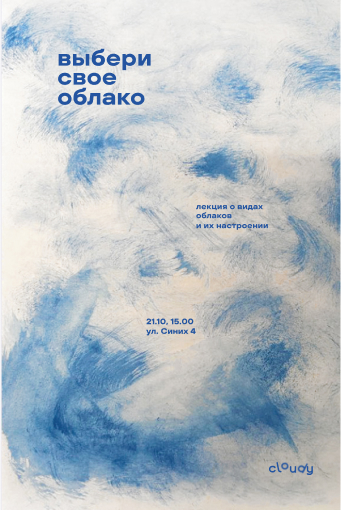 выбери
свое
облако
лекция о видах
облаков
и их настроении
21.10, 15.00
ул. Синих 4
cloudy